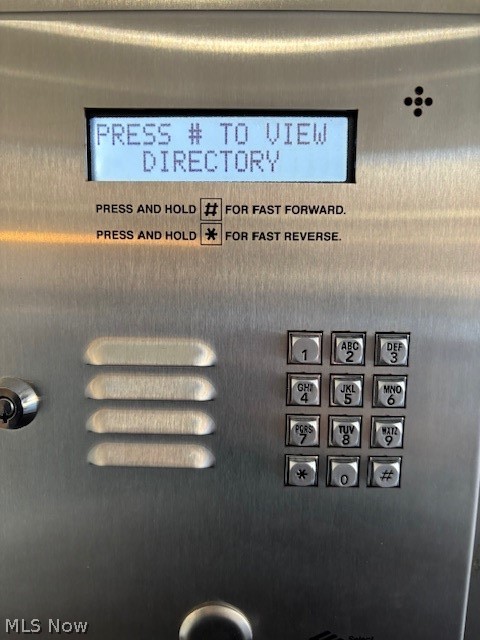 PRESS # TO VIEW
DIRECTORY
PRESS AND HOLD # FOR FAST FORWARD.
PRESS AND HOLD * FOR FAST REVERSE.
1 ABC 2 DEF 3
GHI 4 JKL 5 MNO 6
PQRS 7 TUV 8 WXYZ 9
* 0 #
MLS Now